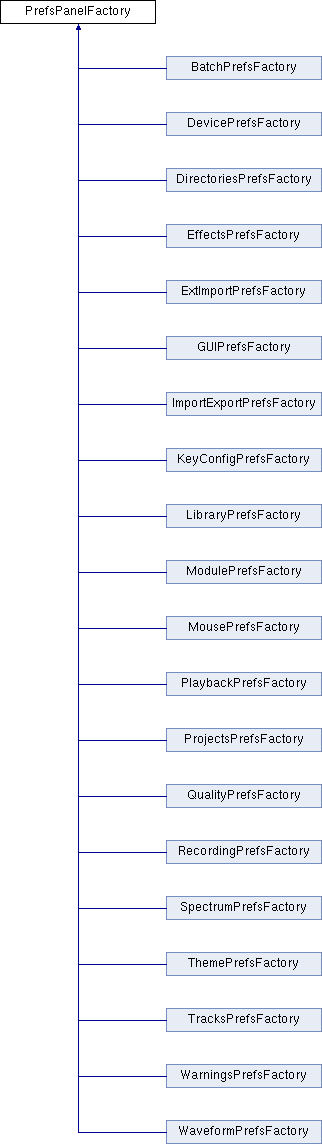 PrefsPanelFactory
BatchPrefsFactory
DevicePrefsFactory
DirectoriesPrefsFactory
EffectsPrefsFactory
ExtImportPrefsFactory
GUIPrefsFactory
ImportExportPrefsFactory
KeyConfigPrefsFactory
LibraryPrefsFactory
ModulePrefsFactory
MousePrefsFactory
PlaybackPrefsFactory
ProjectsPrefsFactory
QualityPrefsFactory
RecordingPrefsFactory
SpectrumPrefsFactory
ThemePrefsFactory
TracksPrefsFactory
WarningsPrefsFactory
WaveformPrefsFactory